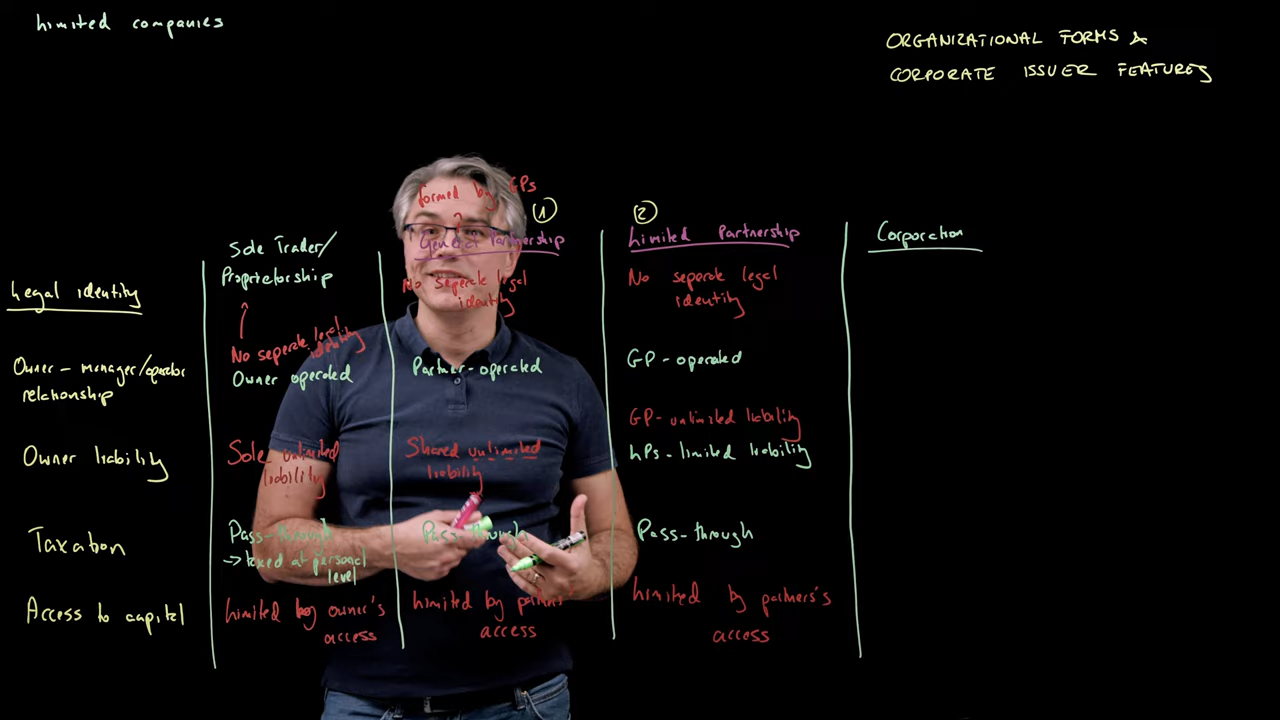 Limited companies
ORGANIZATIONAL FORMS &
CORPORATE ISSUER FEATURES
formed by GPs
①
②
Sole Trader/
Proprietorship
General Partnership
Limited Partnership
Corporation
Legal identity
No seperate legal
identity
No seperate legal
identity
No seperate legal
identity
Owner-manager/operator
relationship
Owner operated
Partner-operated
GP-operated
Owner liability
Sole unlimited
liability
Shared unlimited
liability
GP-unlimited liability
LPs-limited liability
Taxation
Pass-through
→ taxed at personal
level
Pass-through
Pass-through
Access to capital
Limited by owner's
access
Limited by partner
access
Limited by partners's
access